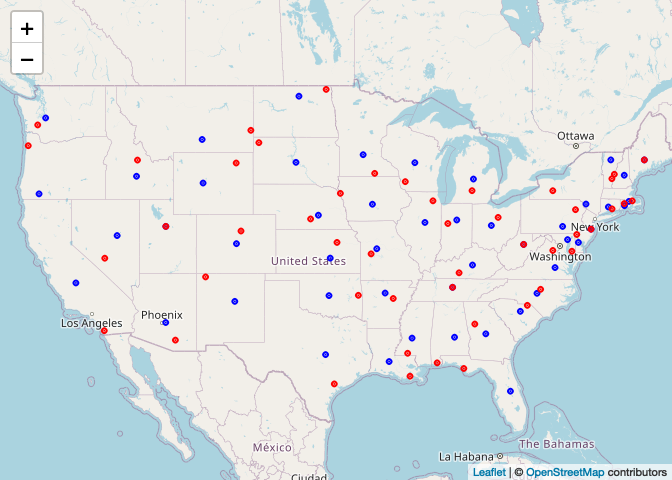 +
−
Ottawa
New York
Washington
United States
Phoenix
Los Angeles
México
The Bahamas
La Habana
Ciudad
Leaflet | © OpenStreetMap contributors